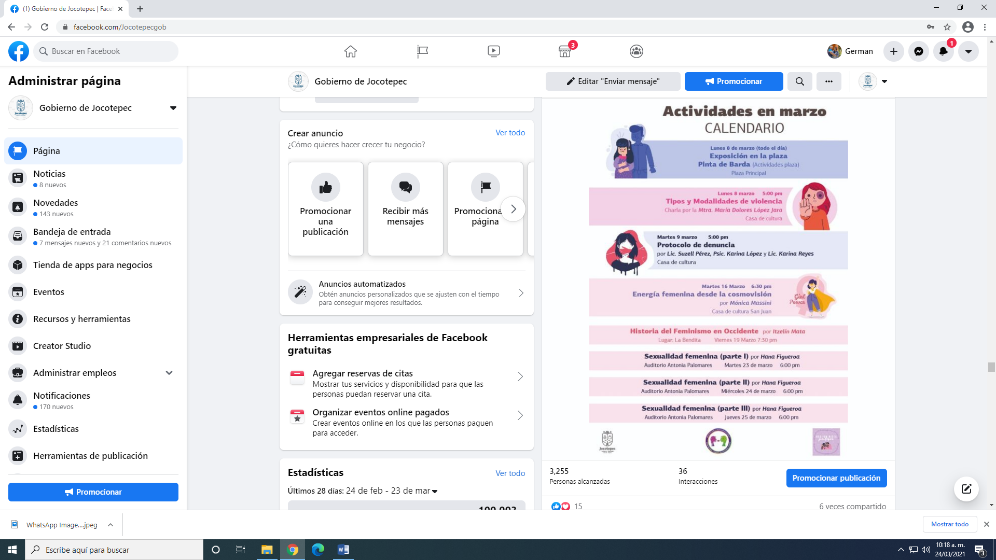 (1) Gobierno de Jocotepec | Face
facebook.com/Jocotepecgob
Buscar en Facebook
3
German
1
Administrar página
Gobierno de Jocotepec
Página
Noticias
8 nuevos
Novedades
143 nuevos
Bandeja de entrada
7 mensajes nuevos y 21 comentarios nuevos
Tienda de apps para negocios
Eventos
Recursos y herramientas
Creator Studio
Administrar empleos
Notificaciones
170 nuevos
Estadísticas
Herramientas de publicación
Promocionar
Gobierno de Jocotepec
Editar "Enviar mensaje"
Promocionar
Crear anuncio
Ver todo
¿Cómo quieres hacer crecer tu negocio?
Promocionar una publicación
Recibir más mensajes
Promociona página
Anuncios automatizados
Obtén anuncios personalizados que se ajusten con el tiempo
para conseguir mejores resultados.
Herramientas empresariales de Facebook
gratuitas
Agregar reservas de citas
Mostrar tus servicios y disponibilidad para que las
personas puedan reservar una cita.
Organizar eventos online pagados
Crear eventos online en los que las personas paguen
para acceder.
Estadísticas
Ver todo
Últimos 28 días: 24 de feb - 23 de mar
Actividades en marzo
CALENDARIO
Lunes 8 de marzo (todo el día)
Exposición en la plaza
Pinta de Barda (Actividades plaza)
Plaza Principal
Lunes 8 marzo 5:00 pm
Tipos y Modalidades de violencia
Charla por la Mtra. María Dolores López Jara
Casa de cultura
Martes 9 marzo 5:00 pm
Protocolo de denuncia
por Lic. Suzell Pérez, Psic. Karina López y Lic. Karina Reyes
Casa de cultura
Martes 16 Marzo 6:30 pm
Energía femenina desde la cosmovisión
por Mónica Massini
Casa de cultura San Juan
Historia del Feminismo en Occidente por Itzelin Mata
Lugar: La Beretta Viernes 19 Marzo 7:30 pm
Sexualidad femenina (parte I) por Hana Figueroa
Auditorio Antonia Palomares Martes 23 de marzo 6:00 pm
Sexualidad femenina (parte II) por Hana Figueroa
Auditorio Antonia Palomares Miércoles 24 de marzo 6:00 pm
Sexualidad femenina (parte III) por Hana Figueroa
Auditorio Antonia Palomares Jueves 25 de marzo 6:00 pm
3,255
Personas alcanzadas
36
Interacciones
Promocionar publicación
15
6 veces compartido
WhatsApp Image....jpeg
Mostrar todo
Escribe aquí para buscar
10:18 a. m.
24/03/2021